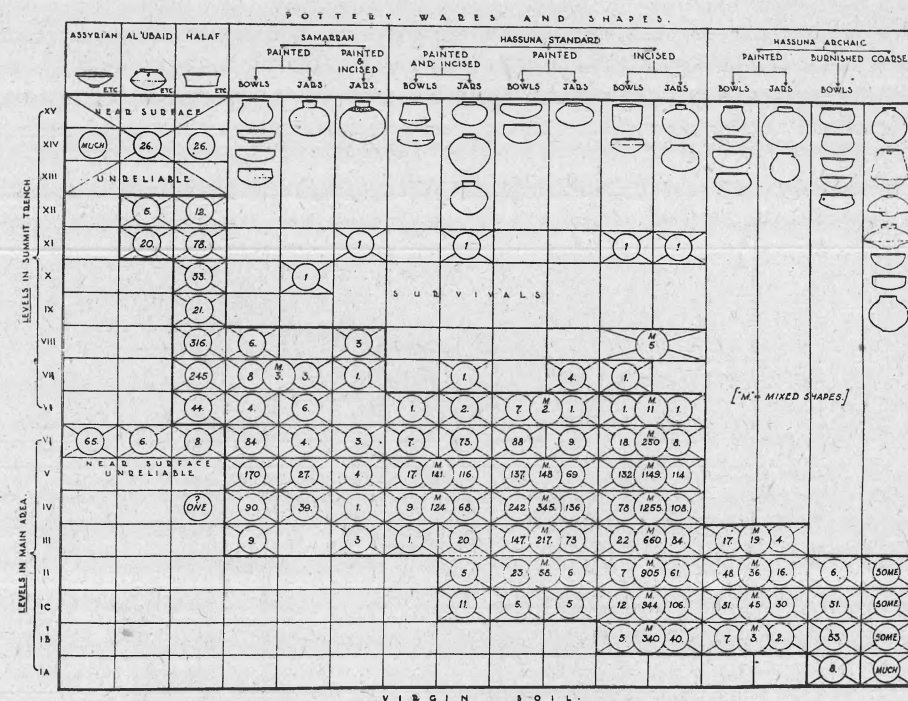 POTTERY. WARES AND SHAPES.
ASSYRIAN AL 'UBAID HALAF SAMARRAN HASSUNA STANDARD HASSUNA ARCHAIC
PAINTED PAINTED & INCISED PAINTED AND INCISED PAINTED INCISED PAINTED BURNISHED COARSE
ETC. ETC. ETC. BOWLS JARS JARS BOWLS JARS BOWLS JARS BOWLS JARS BOWLS JARS BOWLS
LEVELS IN SUMMIT TRENCH
XV NEAR SURFACE
XIV MUCH 26. 26.
XIII UNRELIABLE
XII 5. 12.
XI 20. 78. 1 1 1 1
X 33. 1
SURVIVALS
IX 21.
VIII 316. 6. 3 M 5
VII 245 8 M. 3. 3. 1. 1. 4. 1.
VI 44. 4. 6. 1. 2. 7. M 2. 1. 1. M 11. 1.
["M." = MIXED SHAPES.]
LEVELS IN MAIN AREA.
VI 65. 6. 8. 84 4. 3. 7. 73. 88 9. 18. M 230 8.
V NEAR SURFACE UNRELIABLE 170 27. 4 17. M 141. 116. 137. M 148 69 132 M 1149. 114
IV ? ONE 90. 39. 1. 9. M 124. 68. 242 M 345. 136 78 M 1255. 108.
III 9. 3 1. 20 147. M 217. 73 22 M 660 84. 17. M 19 4.
II 5 23 M 58. 6 7 M 905 61. 48 M 36 16. 6. SOME
IC 11. 5. 5 12 M 944 106. 31. M 45 30 31. SOME
IB 5. M 340 40. 7. M 3 2. 33. SOME
IA 8. MUCH
VIRGIN SOIL.